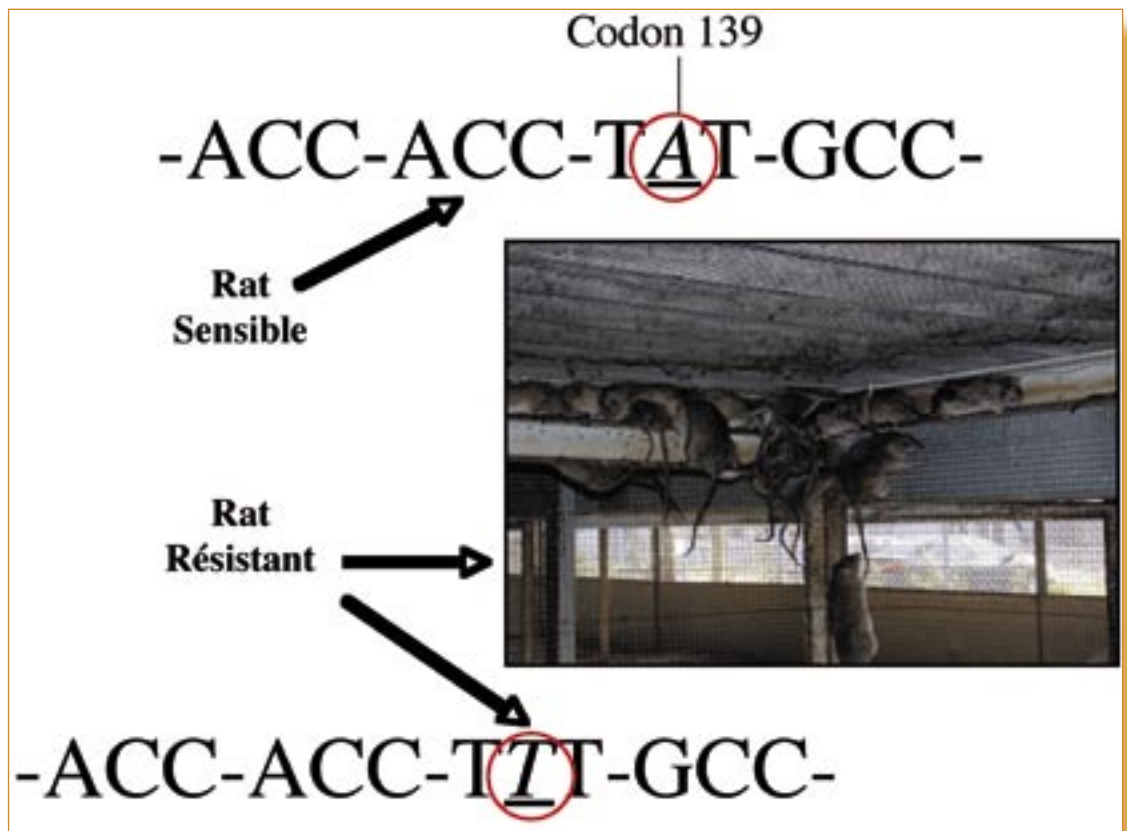 Codon 139
-ACC-ACC-TAT-GCC-
Rat
Sensible
Rat
Résistant
-ACC-ACC-TTT-GCC-